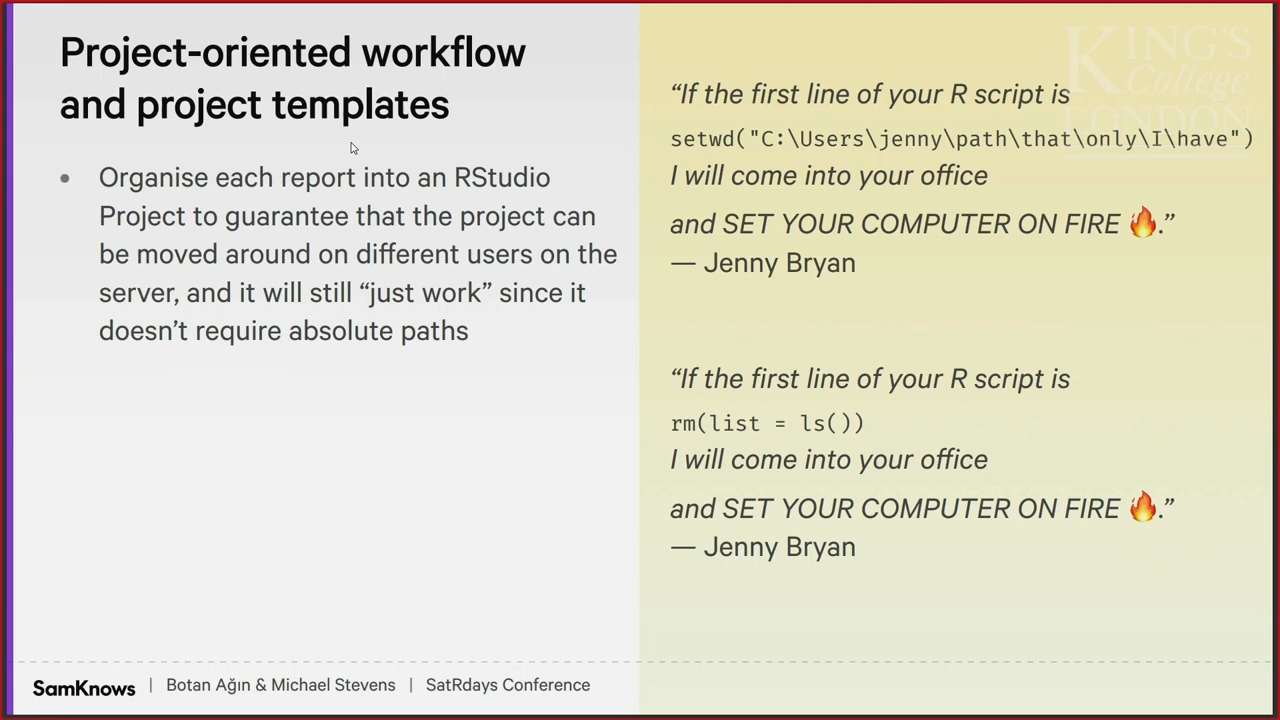 Project-oriented workflow
and project templates
• Organise each report into an RStudio
Project to guarantee that the project can
be moved around on different users on the
server, and it will still “just work” since it
doesn’t require absolute paths
“If the first line of your R script is
setwd("C:\Users\jenny\path\that\only\I\have")
I will come into your office
and SET YOUR COMPUTER ON FIRE 🔥.”
— Jenny Bryan
“If the first line of your R script is
rm(list = ls())
I will come into your office
and SET YOUR COMPUTER ON FIRE 🔥.”
— Jenny Bryan
KING'S
College
LONDON
SamKnows | Botan Ağın & Michael Stevens | SatRdays Conference